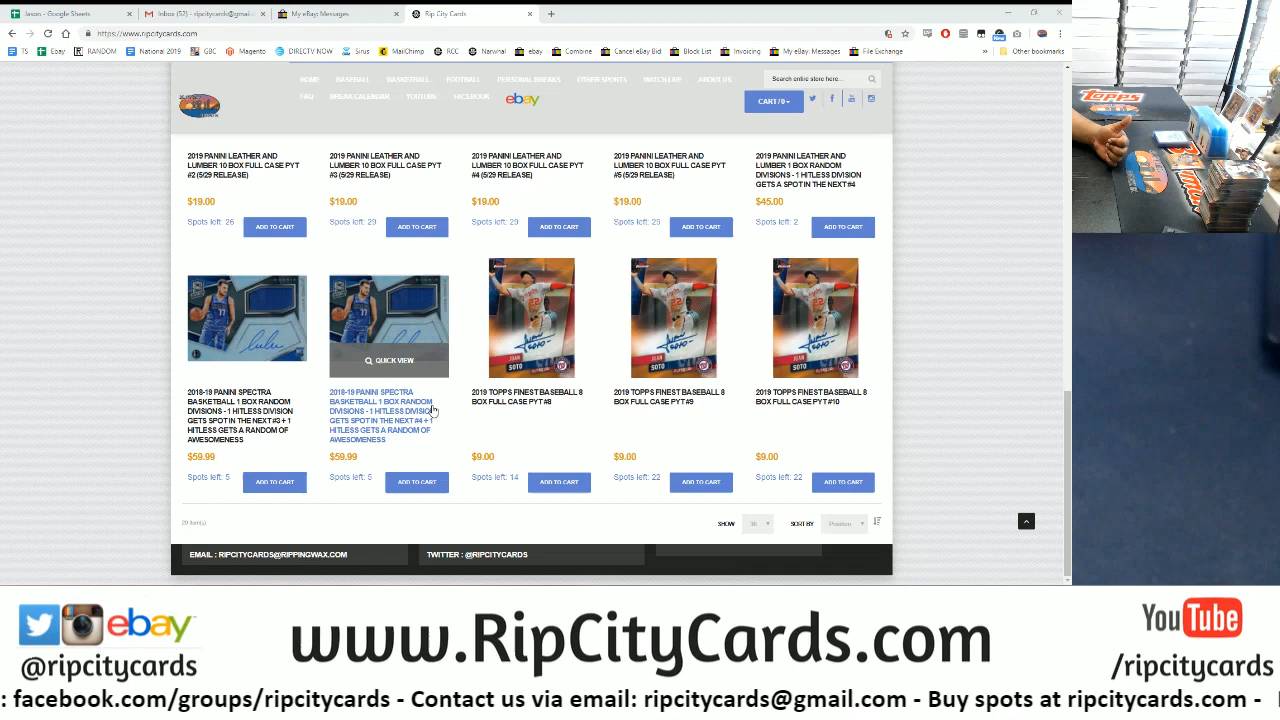 Jason - Google Sheets
Inbox (52) - ripcitycards@gmai
My eBay: Messages
Rip City Cards
https://www.ripcitycards.com
TS Ebay RANDOM National 2019 GBC Magento DIRECTV NOW Sirus MailChimp RCC Narwhal ebay Combine Cancel eBay Bid Block List Invoicing My eBay: Messages File Exchange » Other bookmarks
HOME BASEBALL BASKETBALL FOOTBALL PERSONAL BREAKS OTHER SPORTS WATCH LIVE ABOUT US
Search entire store here...
FAQ BREAK CALENDAR YOUTUBE FACEBOOK ebay
CART / 0
2019 PANINI LEATHER AND LUMBER 10 BOX FULL CASE PYT #2 (5/29 RELEASE)
$19.00
Spots left: 26
ADD TO CART
2019 PANINI LEATHER AND LUMBER 10 BOX FULL CASE PYT #3 (5/29 RELEASE)
$19.00
Spots left: 29
ADD TO CART
2019 PANINI LEATHER AND LUMBER 10 BOX FULL CASE PYT #4 (5/29 RELEASE)
$19.00
Spots left: 29
ADD TO CART
2019 PANINI LEATHER AND LUMBER 10 BOX FULL CASE PYT #5 (5/29 RELEASE)
$19.00
Spots left: 29
ADD TO CART
2019 PANINI LEATHER AND LUMBER 1 BOX RANDOM DIVISIONS - 1 HITLESS DIVISION GETS A SPOT IN THE NEXT #4
$45.00
Spots left: 2
ADD TO CART
2018-19 PANINI SPECTRA BASKETBALL 1 BOX RANDOM DIVISIONS - 1 HITLESS DIVISION GETS SPOT IN THE NEXT #3 + 1 HITLESS GETS A RANDOM OF AWESOMENESS
$59.99
Spots left: 5
ADD TO CART
QUICK VIEW
2018-19 PANINI SPECTRA BASKETBALL 1 BOX RANDOM DIVISIONS - 1 HITLESS DIVISION GETS SPOT IN THE NEXT #4 + 1 HITLESS GETS A RANDOM OF AWESOMENESS
$59.99
Spots left: 5
ADD TO CART
JUAN SOTO
2019 TOPPS FINEST BASEBALL 8 BOX FULL CASE PYT #8
$9.00
Spots left: 14
ADD TO CART
JUAN SOTO
2019 TOPPS FINEST BASEBALL 8 BOX FULL CASE PYT #9
$9.00
Spots left: 22
ADD TO CART
JUAN SOTO
2019 TOPPS FINEST BASEBALL 8 BOX FULL CASE PYT #10
$9.00
Spots left: 22
ADD TO CART
SHOW
SORT BY Position
EMAIL : RIPCITYCARDS@RIPPINGWAX.COM
TWITTER : @RIPCITYCARDS
TOPPS
ebay
@ripcitycards
www.RipCityCards.com
YouTube
/ripcitycards
: facebook.com/groups/ripcitycards - Contact us via email: ripcitycards@gmail.com - Buy spots at ripcitycards.com -